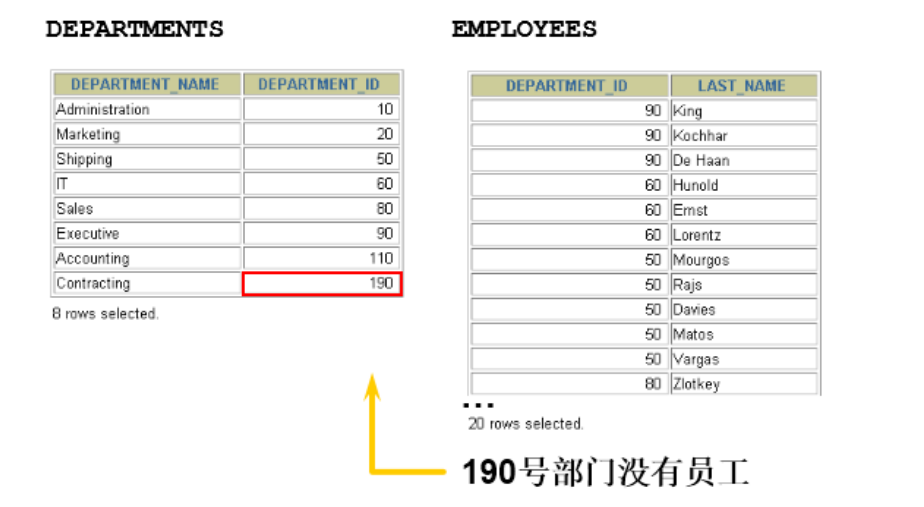 DEPARTMENTS
DEPARTMENT_NAME DEPARTMENT_ID
Administration 10
Marketing 20
Shipping 50
IT 60
Sales 80
Executive 90
Accounting 110
Contracting 190
8 rows selected.
EMPLOYEES
DEPARTMENT_ID LAST_NAME
90 King
90 Kochhar
90 De Haan
60 Hunold
60 Ernst
60 Lorentz
50 Mourgos
50 Rajs
50 Davies
50 Matos
50 Vargas
80 Zlotkey
...
20 rows selected.
190号部门没有员工